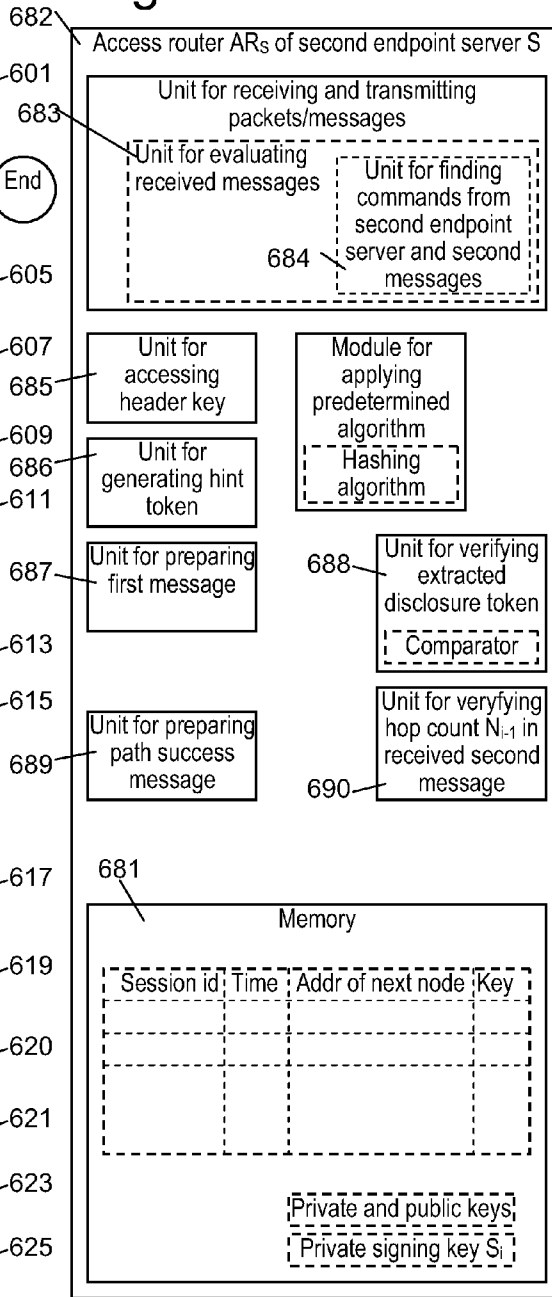 682
Access router ARS of second endpoint server S
601
683
Unit for receiving and transmitting
packets/messages
Unit for evaluating
received messages
Unit for finding
commands from
second endpoint
server and second
messages
684
End
605
607
685
Unit for
accessing
header key
Module for
applying
predetermined
algorithm
Hashing
algorithm
609
686
611
Unit for
generating hint
token
687
Unit for preparing
first message
688
Unit for verifying
extracted
disclosure token
Comparator
613
615
689
Unit for preparing
path success
message
Unit for veryfying
hop count Ni-1 in
received second
message
690
617
681
Memory
619
Session id Time Addr of next node Key
620
621
623
Private and public keys
625
Private signing key Si